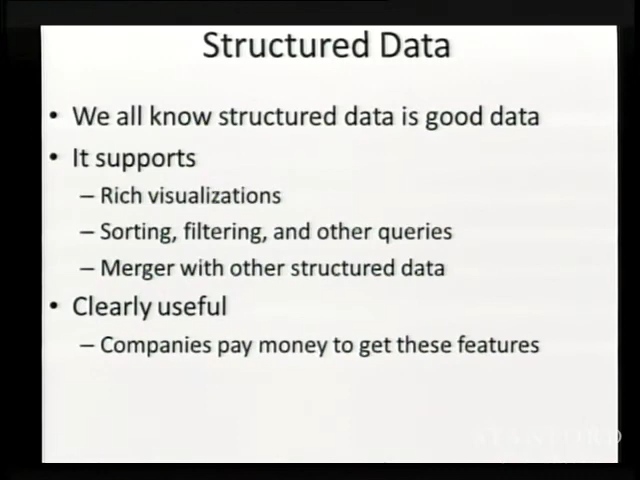 Structured Data
• We all know structured data is good data
• It supports
– Rich visualizations
– Sorting, filtering, and other queries
– Merger with other structured data
• Clearly useful
– Companies pay money to get these features
STANFORD